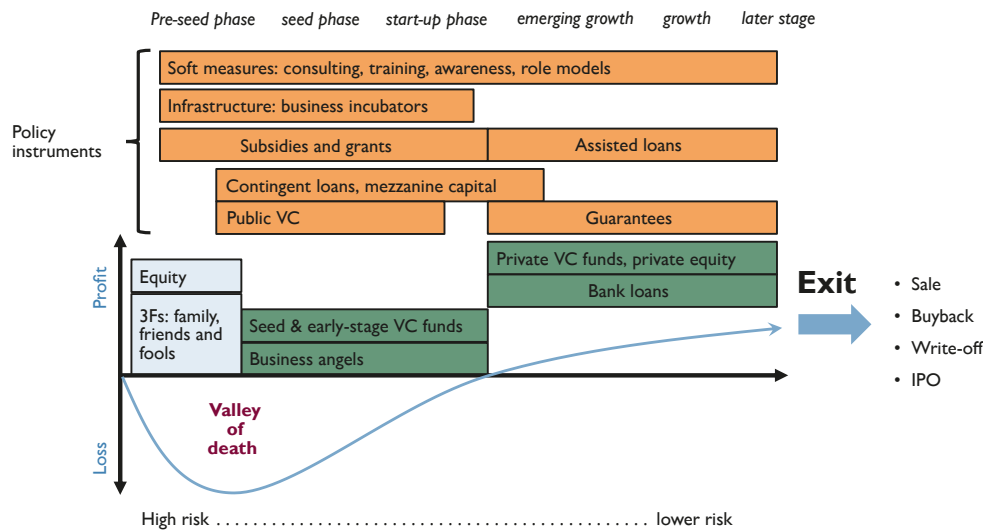 Pre-seed phase seed phase start-up phase emerging growth growth later stage
Policy
instruments
Soft measures: consulting, training, awareness, role models
Infrastructure: business incubators
Subsidies and grants
Assisted loans
Contingent loans, mezzanine capital
Public VC
Guarantees
Profit
Loss
Equity
3Fs: family,
friends and
fools
Private VC funds, private equity
Bank loans
Seed & early-stage VC funds
Business angels
Valley
of
death
Exit
• Sale
• Buyback
• Write-off
• IPO
High risk . . . . . . . . . . . . . . . . . . . . . . . . . . . . . . . . . . . . . . . . . . . . . . . . . . . . lower risk